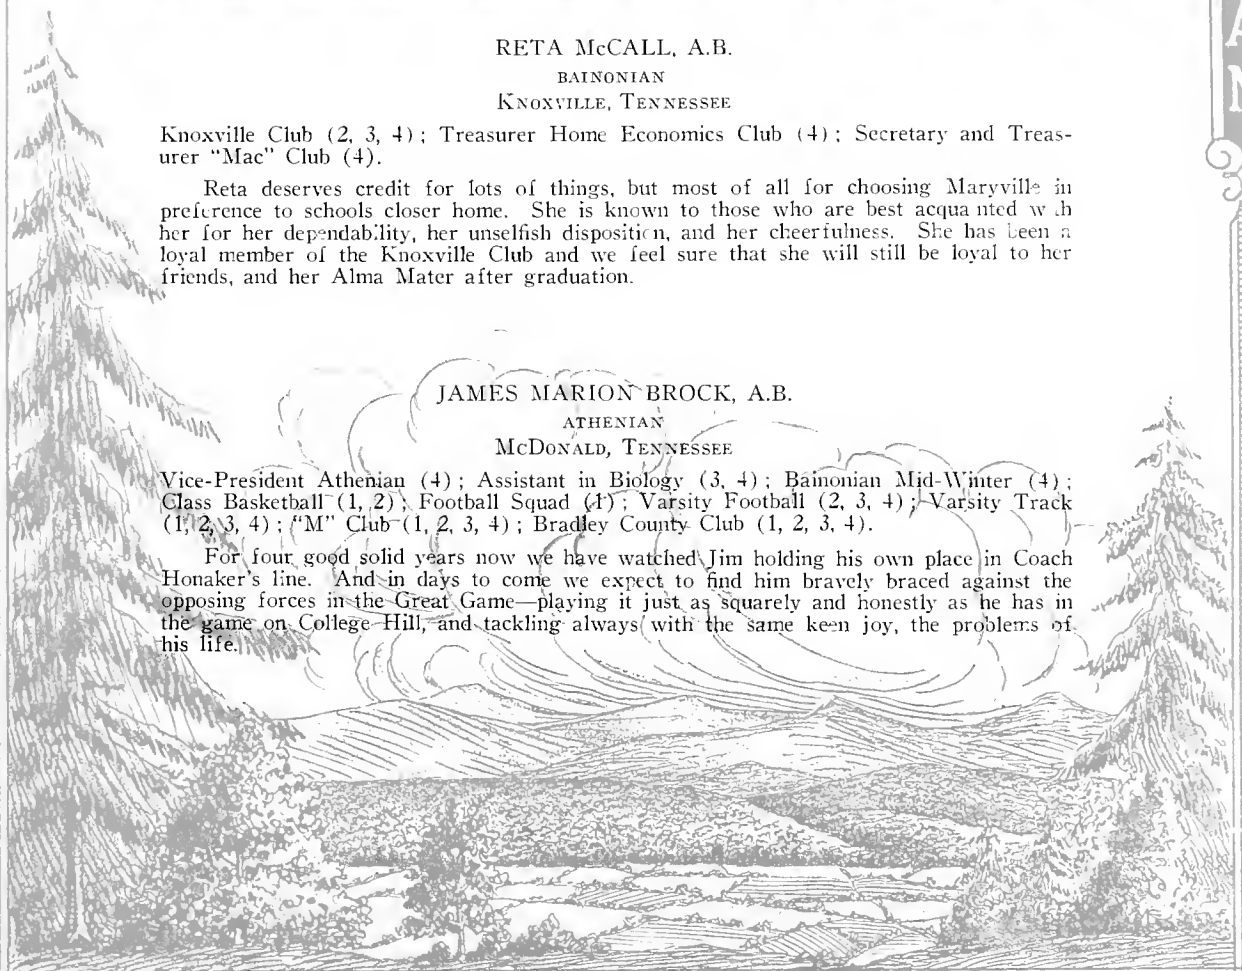 RETA McCALL, A.B.
BAINONIAN
KNOXVILLE, TENNESSEE
Knoxville Club (2, 3, 4); Treasurer Home Economics Club (4); Secretary and Treas-
urer "Mac" Club (4).
Reta deserves credit for lots of things, but most of all for choosing Maryville in
preference to schools closer home. She is known to those who are best acquainted with
her for her dependability, her unselfish disposition, and her cheerfulness. She has been a
loyal member of the Knoxville Club and we feel sure that she will still be loyal to her
friends, and her Alma Mater after graduation.
JAMES MARION BROCK, A.B.
ATHENIAN
McDONALD, TENNESSEE
Vice-President Athenian (4); Assistant in Biology (3, 4); Bainonian Mid-Winter (4);
Class Basketball (1, 2); Football Squad (1); Varsity Football (2, 3, 4); Varsity Track
(1, 2, 3, 4); "M" Club (1, 2, 3, 4); Bradley County Club (1, 2, 3, 4).
For four good solid years now we have watched Jim holding his own place in Coach
Honaker's line. And in days to come we expect to find him bravely braced against the
opposing forces in the Great Game—playing it just as squarely and honestly as he has in
the game on College Hill, and tackling always with the same keen joy, the problems of
his life.